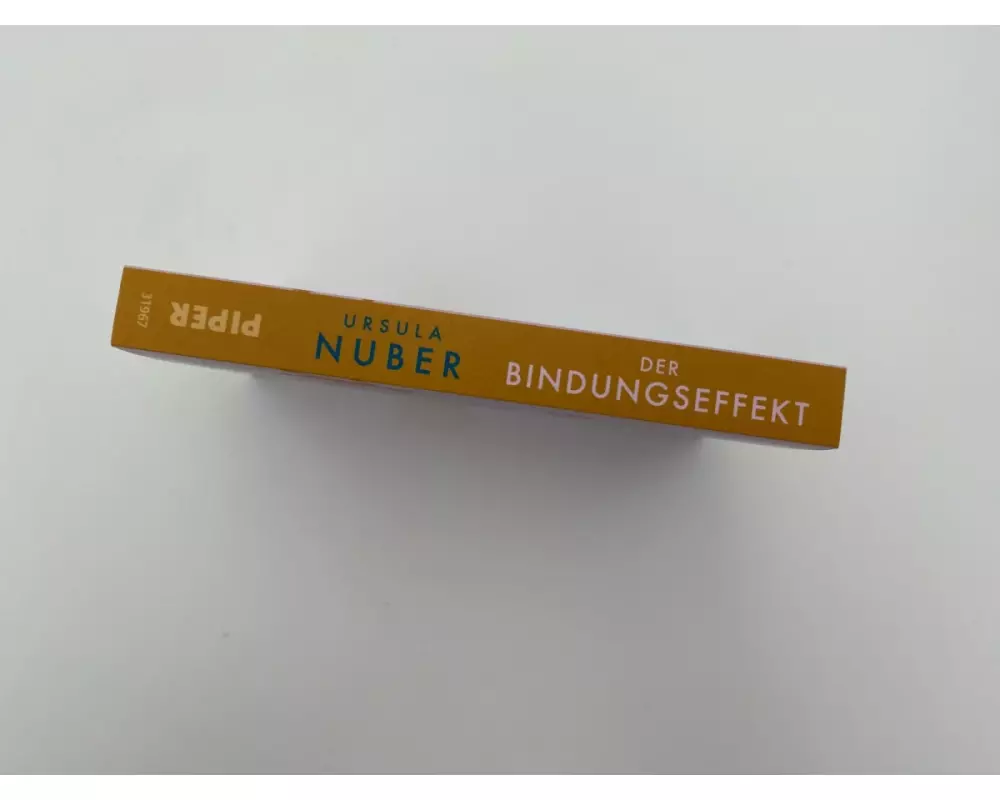 URSULA
NUBER
DER
BINDUNGSEFFEKT
PIPER
31967